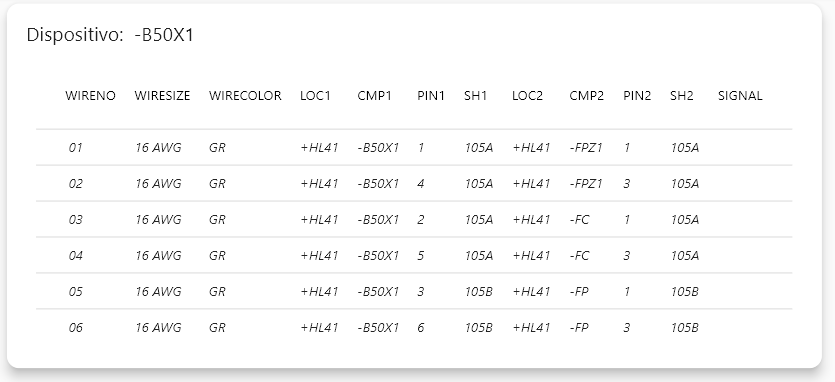 Dispositivo: -B50X1
WIRENO WIRESIZE WIRECOLOR LOC1 CMP1 PIN1 SH1 LOC2 CMP2 PIN2 SH2 SIGNAL
01 16 AWG GR +HL41 -B50X1 1 105A +HL41 -FPZ1 1 105A
02 16 AWG GR +HL41 -B50X1 4 105A +HL41 -FPZ1 3 105A
03 16 AWG GR +HL41 -B50X1 2 105A +HL41 -FC 1 105A
04 16 AWG GR +HL41 -B50X1 5 105A +HL41 -FC 3 105A
05 16 AWG GR +HL41 -B50X1 3 105B +HL41 -FP 1 105B
06 16 AWG GR +HL41 -B50X1 6 105B +HL41 -FP 3 105B